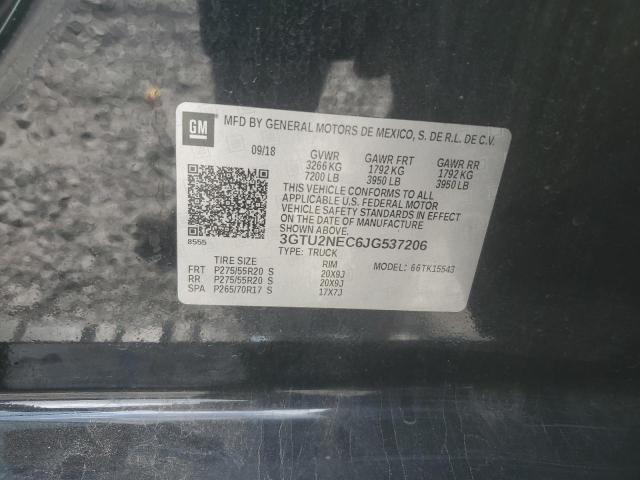 GM
MFD BY GENERAL MOTORS DE MEXICO, S. DE R.L. DE C.V.
09/18 GVWR GAWR FRT GAWR RR
3266 KG 1792 KG 1792 KG
7200 LB 3950 LB 3950 LB
THIS VEHICLE CONFORMS TO ALL
APPLICABLE U.S. FEDERAL MOTOR
VEHICLE SAFETY AND THEFT PREVENTION
STANDARDS IN EFFECT ON THE DATE OF MANUFACTURE
SHOWN ABOVE.
8555 3GTU2NEC6JG537206
TYPE: TRUCK
TIRE SIZE RIM MODEL: 66TK15543
FRT P275/55R20 S 20X9J
RR P275/55R20 S 20X9J
SPA P265/70R17 S 17X7J